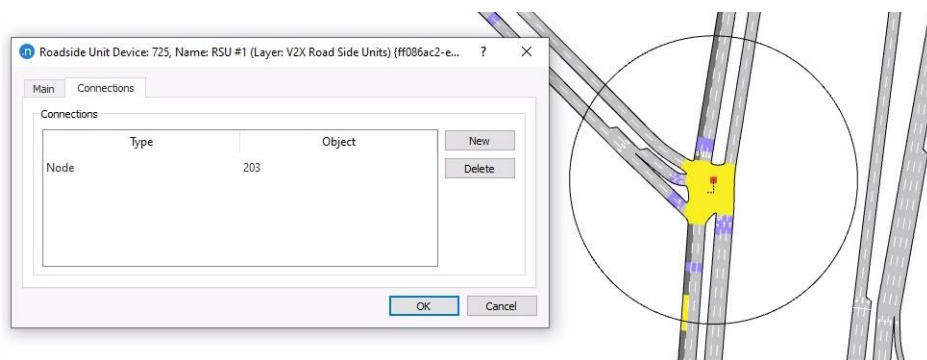 Roadside Unit Device: 725, Name: RSU #1 (Layer: V2X Road Side Units) {ff086ac2-e... ? X
Main Connections
Connections
Type Object New
Node 203 Delete
OK Cancel